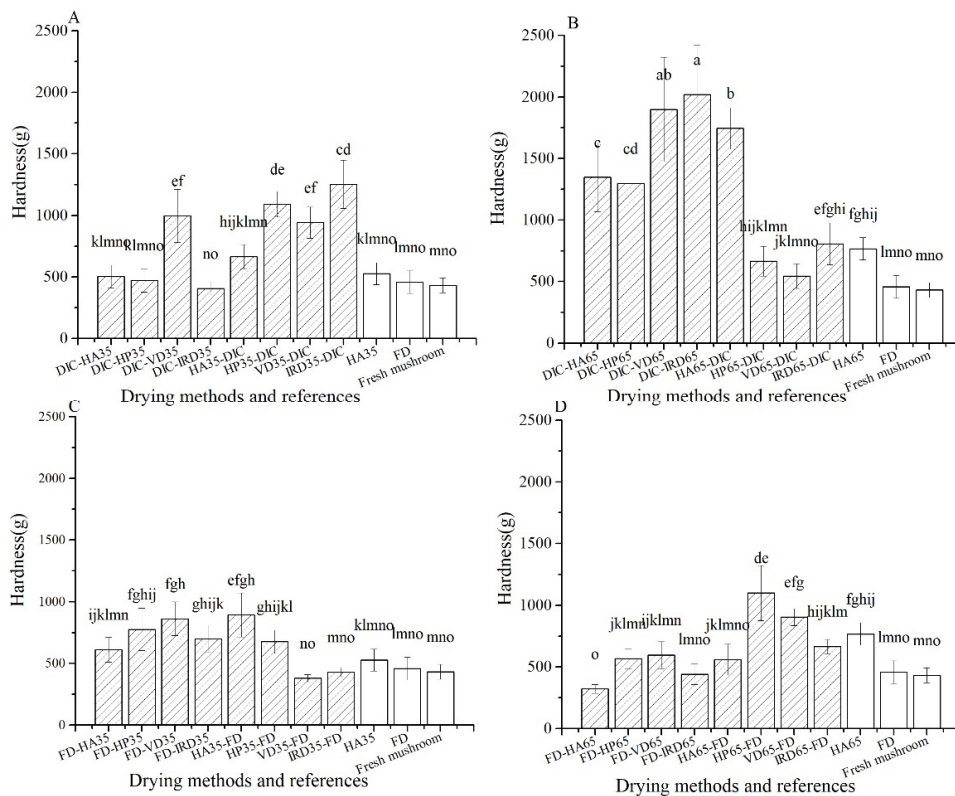 A
Hardness(g)
2500
2000
1500
1000
500
0
klmno
klmno
ef
no
hijklmn
de
ef
cd
klmno
lmno
mno
DIC-HA35
DIC-HP35
DIC-VD35
DIC-IRD35
HA35-DIC
HP35-DIC
VD35-DIC
IRD35-DIC
HA35
FD
Fresh mushroom
Drying methods and references
B
Hardness(g)
2500
2000
1500
1000
500
0
c
cd
ab
a
b
hijklmn
jklmno
efghi
fghij
lmno
mno
DIC-HA65
DIC-HP65
DIC-VD65
DIC-IRD65
HA65-DIC
HP65-DIC
VD65-DIC
IRD65-DIC
HA65
FD
Fresh mushroom
Drying methods and references
C
Hardness(g)
2500
2000
1500
1000
500
0
ijklmn
fghij
fgh
ghijk
efgh
ghijkl
no
mno
klmno
lmno
mno
FD-HA35
FD-HP35
FD-VD35
FD-IRD35
HA35-FD
HP35-FD
VD35-FD
IRD35-FD
HA35
FD
Fresh mushroom
Drying methods and references
D
Hardness(g)
2500
2000
1500
1000
500
0
o
jklmn
ijklmn
lmno
jklmno
de
efg
hijklm
fghij
lmno
mno
FD-HA65
FD-HP65
FD-VD65
FD-IRD65
HA65-FD
HP65-FD
VD65-FD
IRD65-FD
HA65
FD
Fresh mushroom
Drying methods and references